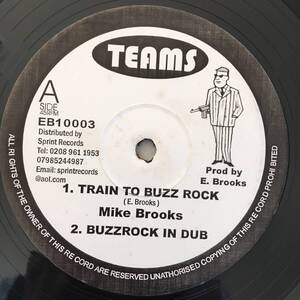 TEAMS
A
SIDE
45RPM
EB10003
Distributed by
Sprint Records
Tel: 0208 961 1953
07985244987
Email: sprintrecords
@aol.com
Prod by
E. Brooks
1. TRAIN TO BUZZ ROCK
(E. Brooks)
Mike Brooks
2. BUZZROCK IN DUB
ALL RIGHTS OF THE OWNER OF THIS RECORD ARE RESERVED UNATHORISED COPYING OF THIS RECORD PROHIBITED